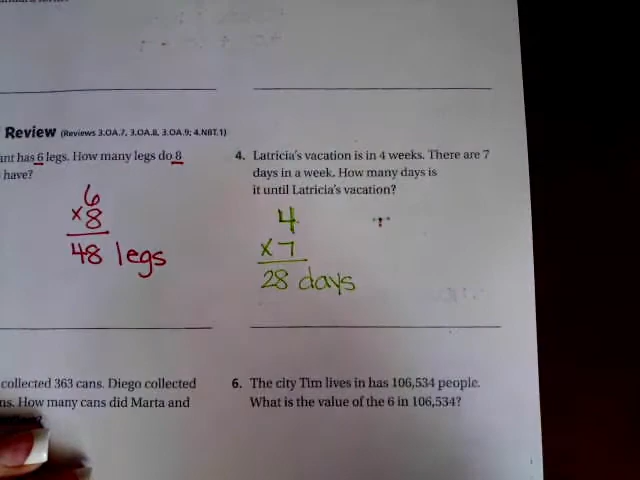 Review (Reviews 3.OA.7, 3.OA.8, 3.OA.9; 4.NBT.1)
ant has 6 legs. How many legs do 8
have?
6
×8
48 legs
4. Latricia's vacation is in 4 weeks. There are 7
days in a week. How many days is
it until Latricia's vacation?
4
×7
28 days
collected 363 cans. Diego collected
ns. How many cans did Marta and
6. The city Tim lives in has 106,534 people.
What is the value of the 6 in 106,534?